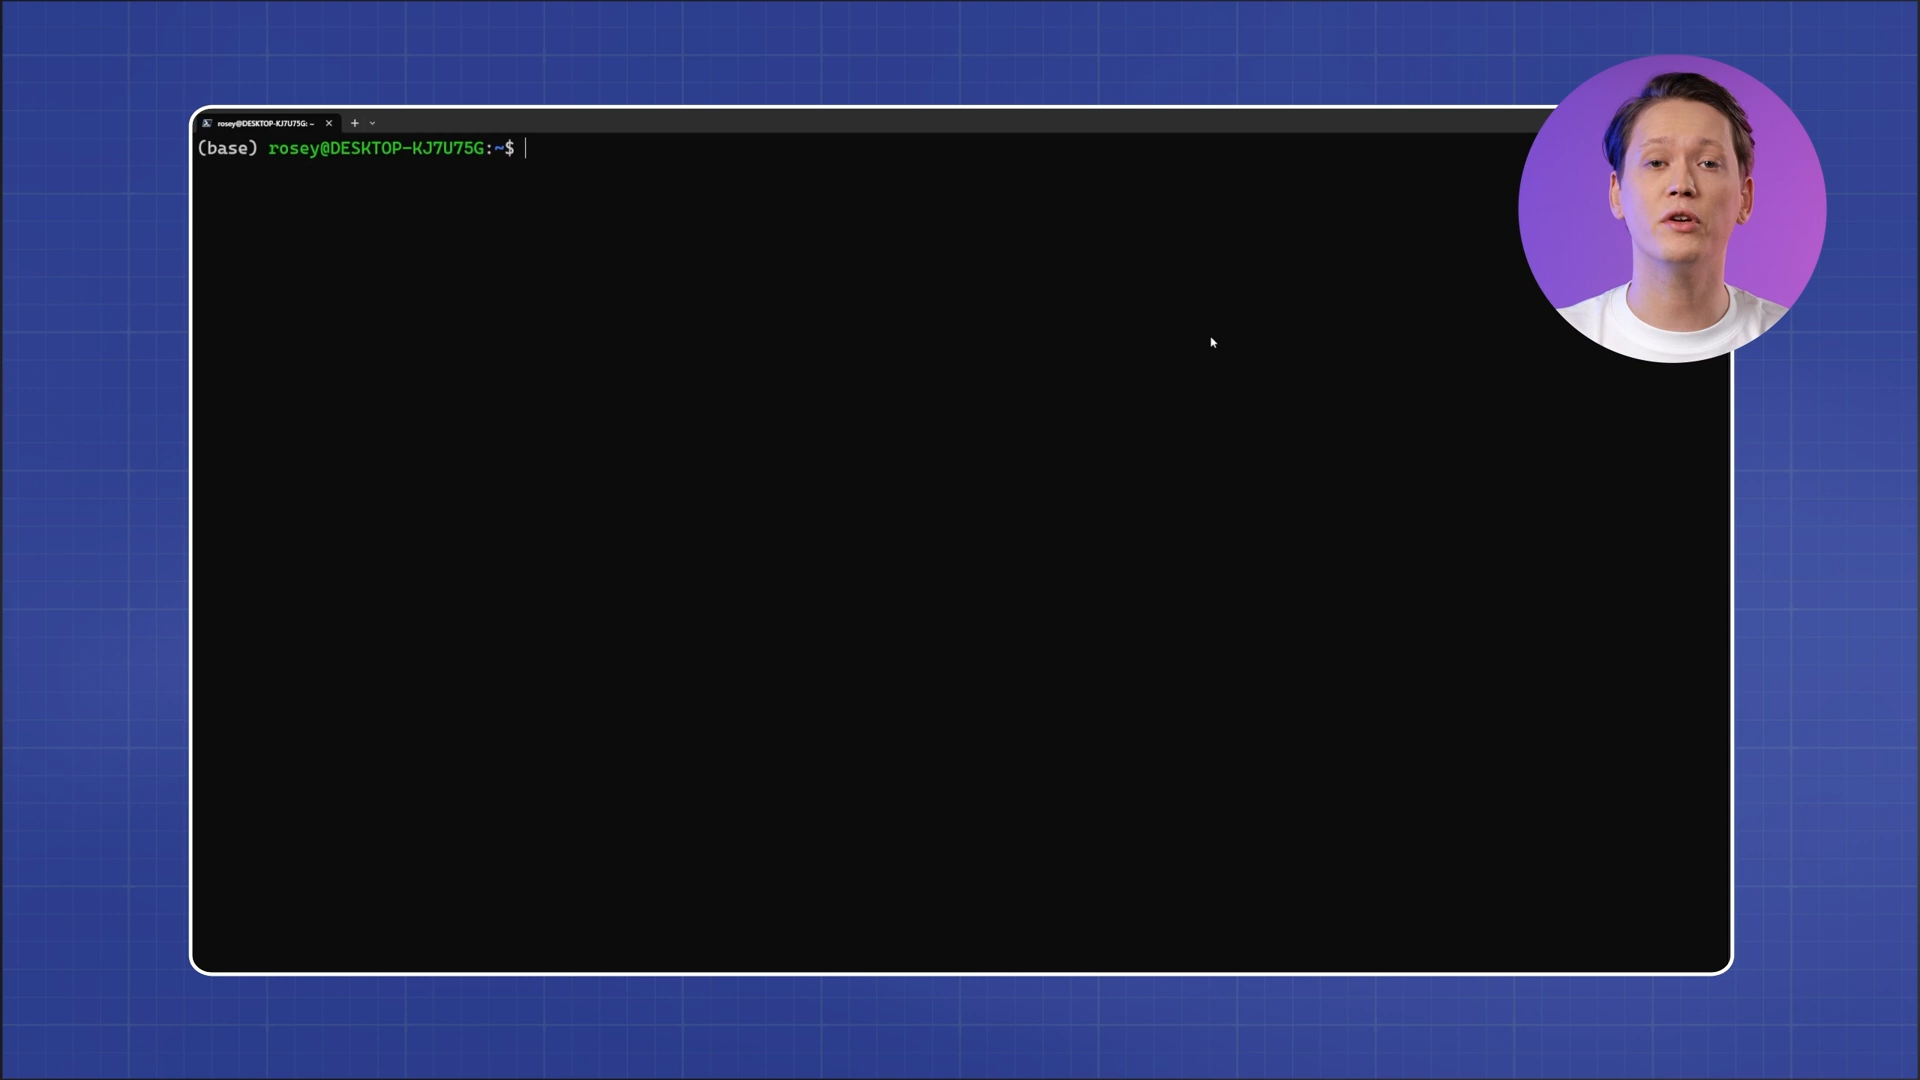 rosey@DESKTOP-KJ7U75G: ~
(base) rosey@DESKTOP-KJ7U75G:~$